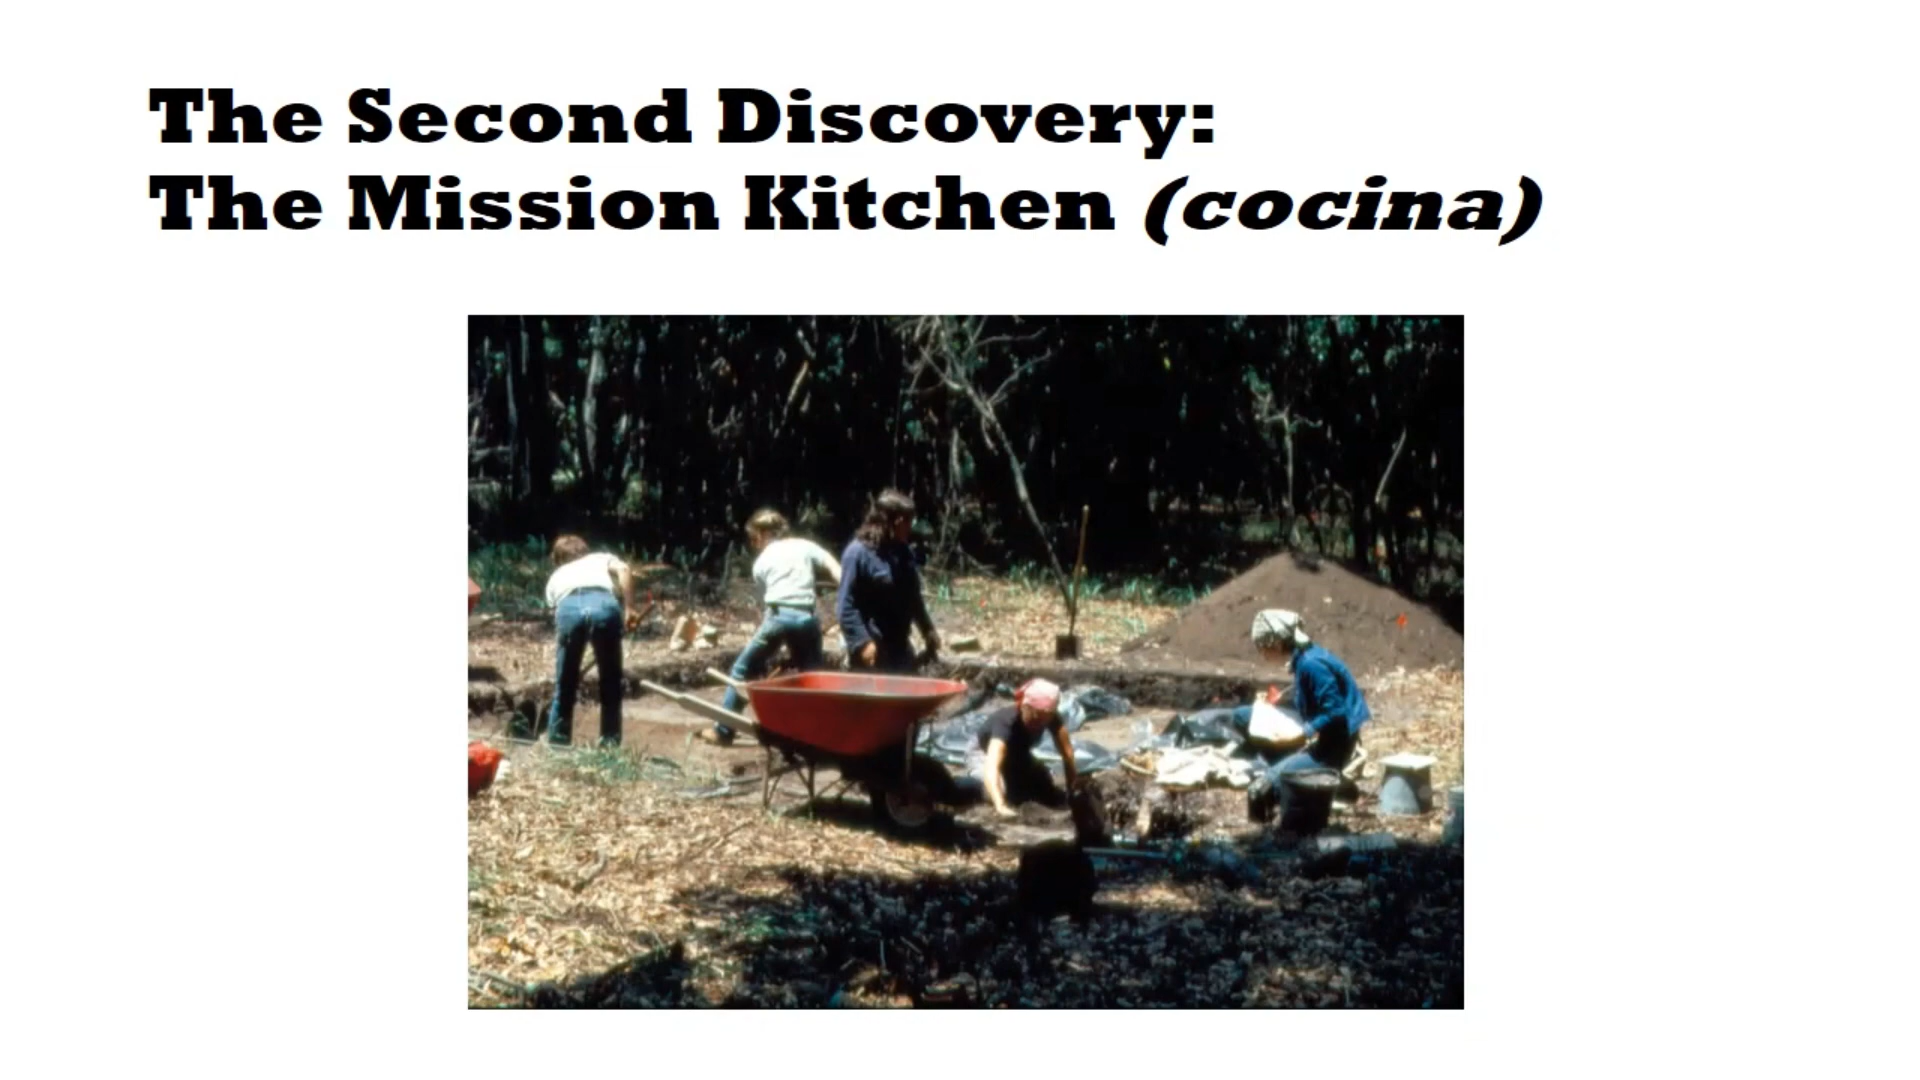 The Second Discovery:
The Mission Kitchen (cocina)